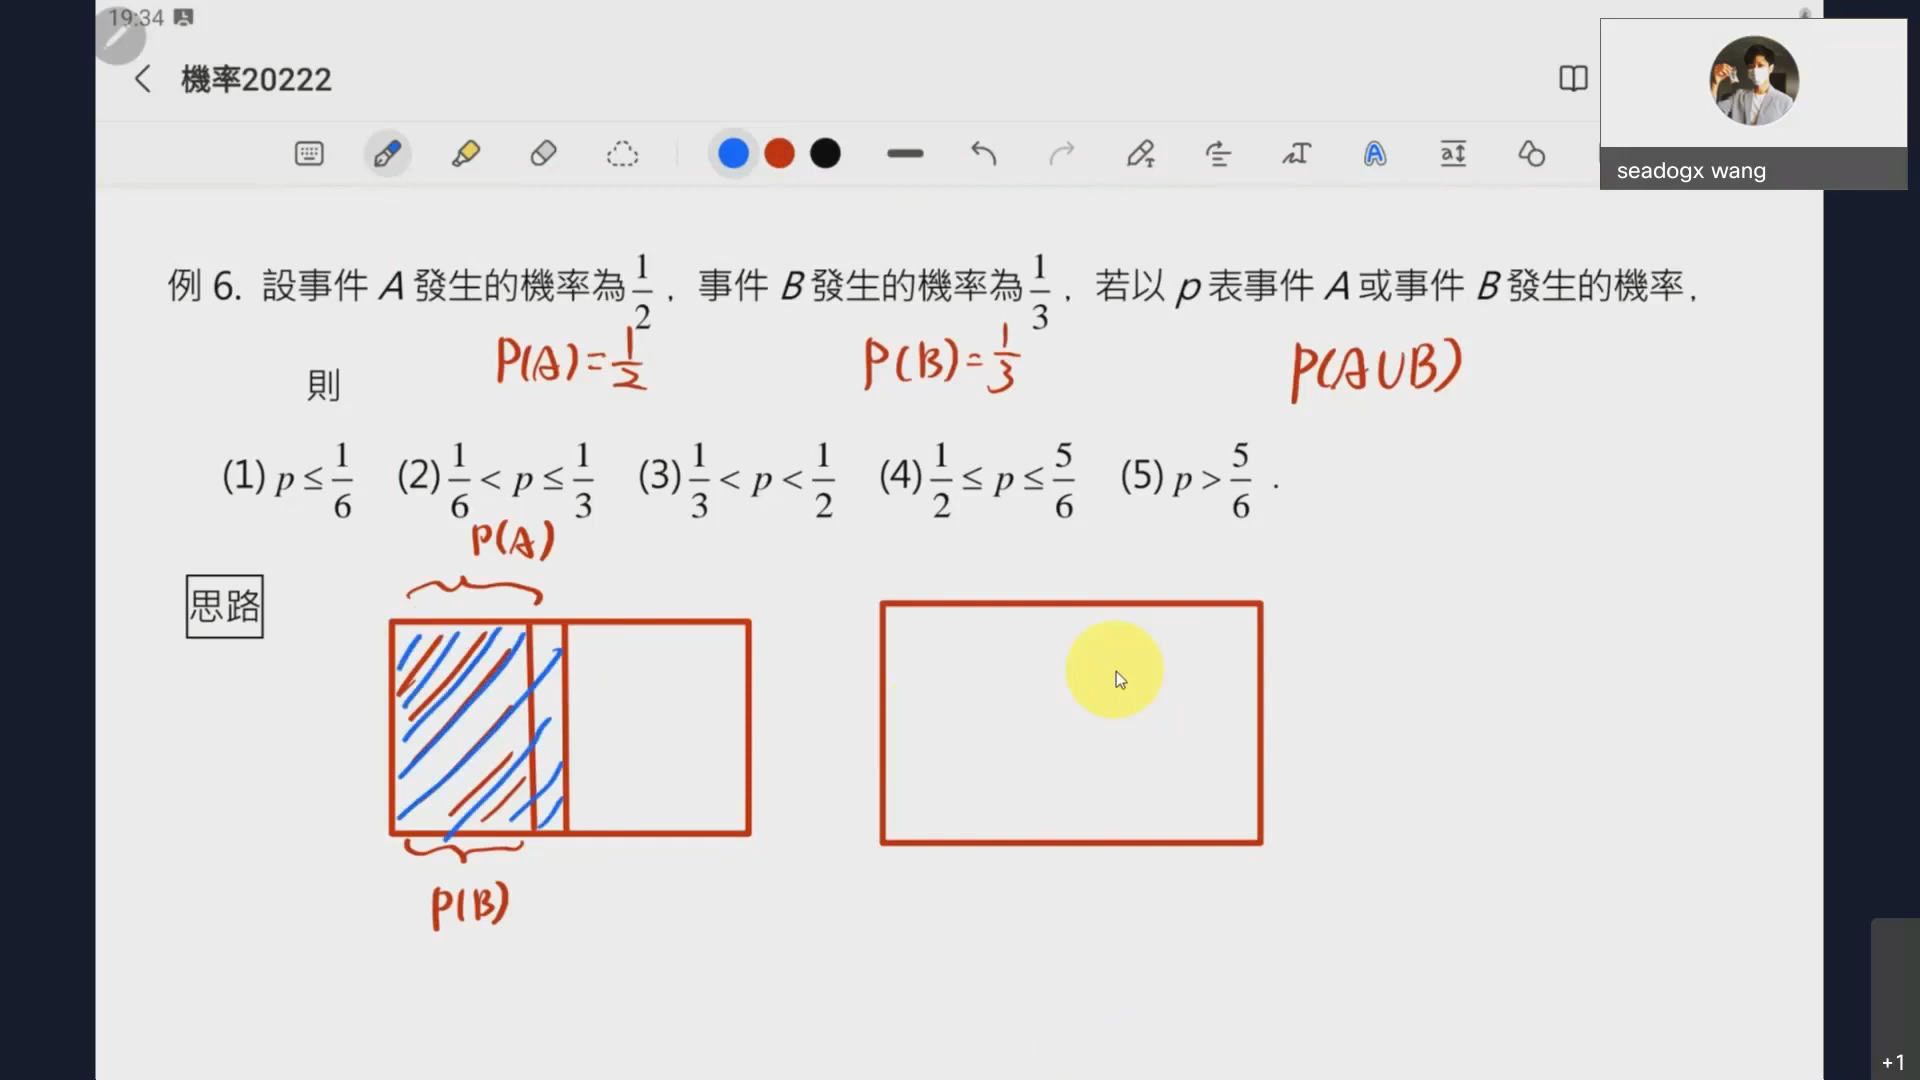 19:34
機率20222
seadogx wang
例 6. 設事件 A 發生的機率為 1/2，事件 B 發生的機率為 1/3，若以 p 表事件 A 或事件 B 發生的機率，
P(A)=1/2 P(B)=1/3 P(A∪B)
則
(1) p ≤ 1/6 (2) 1/6 < p ≤ 1/3 (3) 1/3 < p < 1/2 (4) 1/2 ≤ p ≤ 5/6 (5) p > 5/6 .
P(A)
思路
P(B)
+1